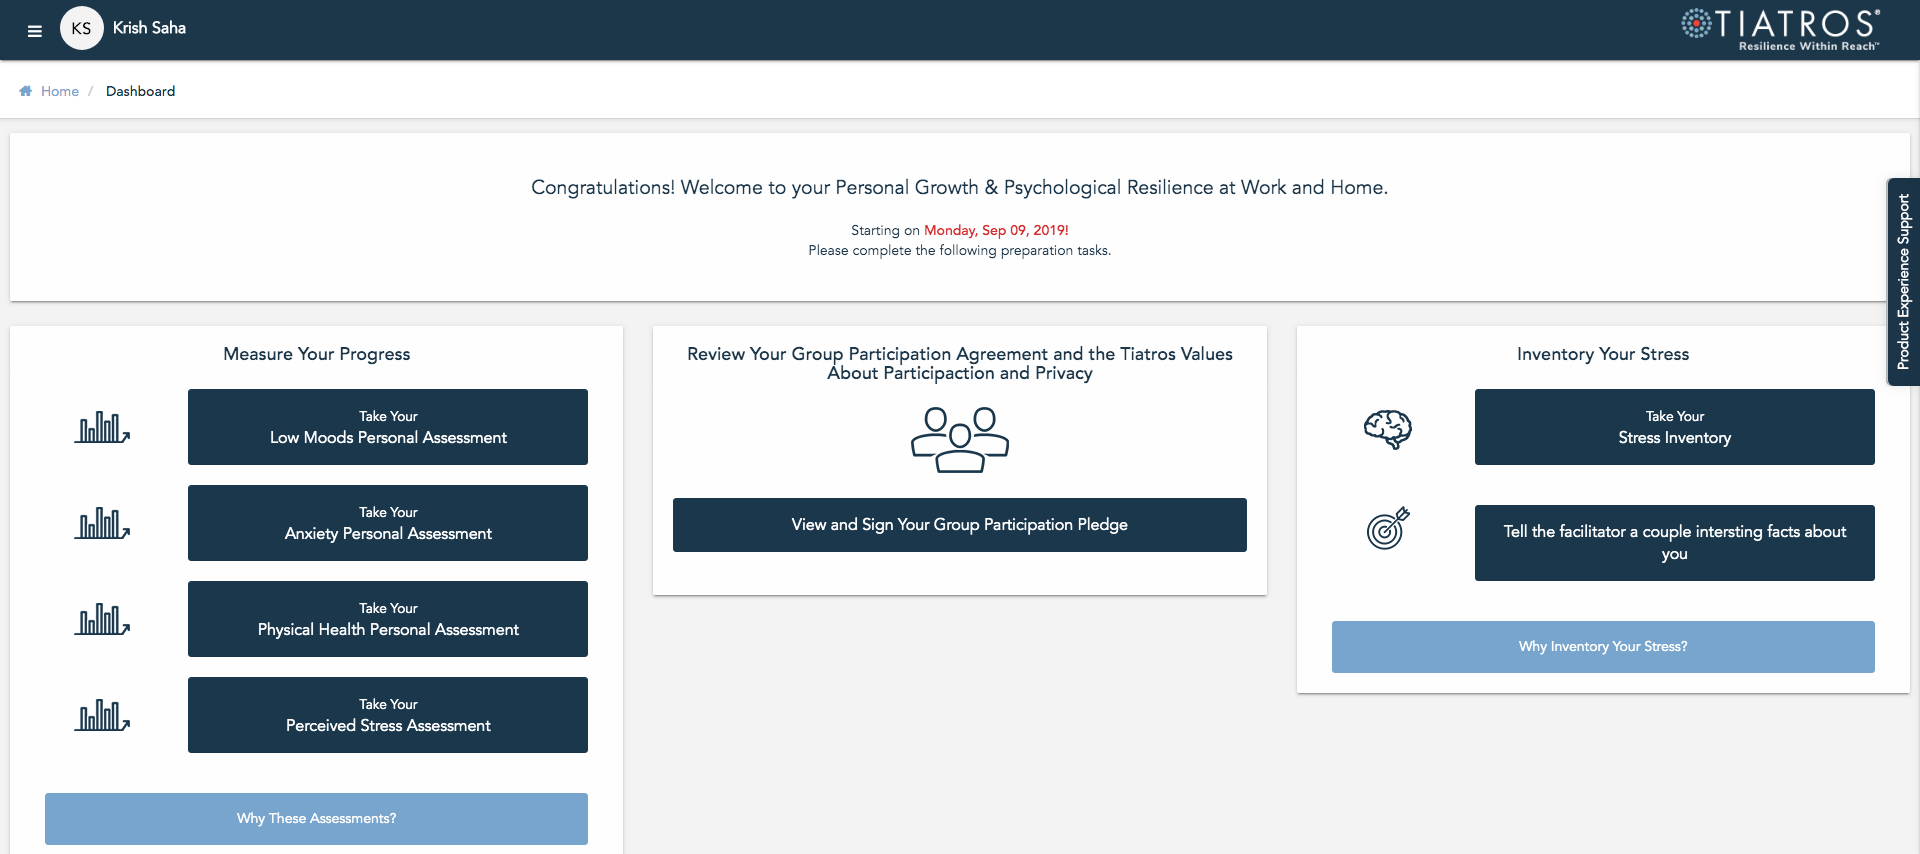 KS Krish Saha
TIATROS®
Resilience Within Reach™
Home / Dashboard
Congratulations! Welcome to your Personal Growth & Psychological Resilience at Work and Home.
Starting on Monday, Sep 09, 2019!
Please complete the following preparation tasks.
Product Experience Support
Measure Your Progress
Take Your
Low Moods Personal Assessment
Take Your
Anxiety Personal Assessment
Take Your
Physical Health Personal Assessment
Take Your
Perceived Stress Assessment
Why These Assessments?
Review Your Group Participation Agreement and the Tiatros Values
About Participaction and Privacy
View and Sign Your Group Participation Pledge
Inventory Your Stress
Take Your
Stress Inventory
Tell the facilitator a couple intersting facts about
you
Why Inventory Your Stress?